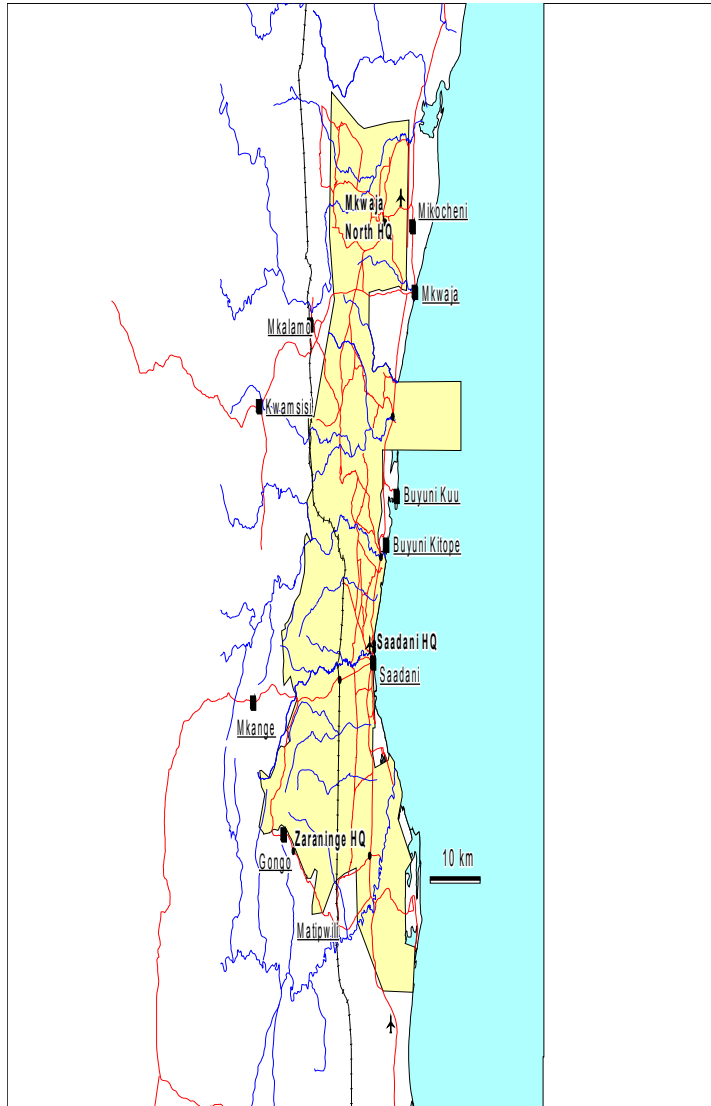 Mkwaja
North HQ
Mikocheni
Mkwaja
Mkalamo
Kwamsisi
Buyuni Kuu
Buyuni Kitope
Saadani HQ
Saadani
Mkange
Zaraninge HQ
Gongo
10 km
Matipwili